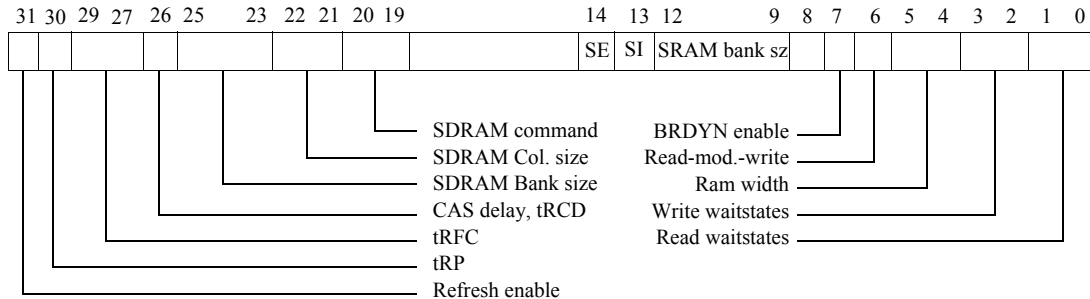 31 30 29 27 26 25 23 22 21 20 19 14 13 12 9 8 7 6 5 4 3 2 1 0
SE SI SRAM bank sz
SDRAM command BRDYN enable
SDRAM Col. size Read-mod.-write
SDRAM Bank size Ram width
CAS delay, tRCD Write waitstates
tRFC Read waitstates
tRP
Refresh enable